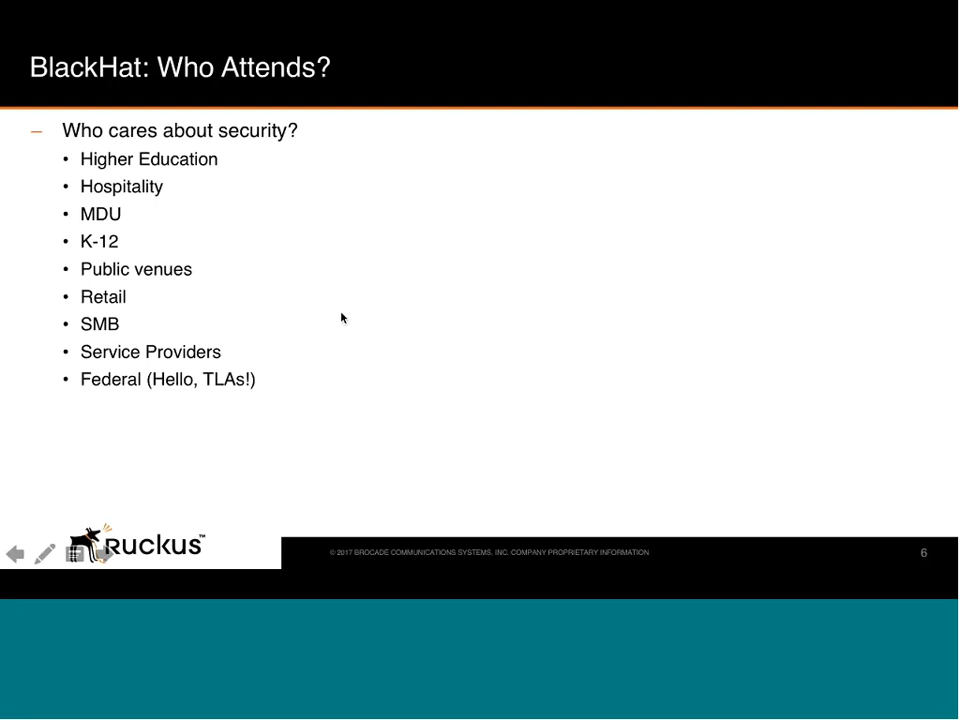 BlackHat: Who Attends?
– Who cares about security?
• Higher Education
• Hospitality
• MDU
• K-12
• Public venues
• Retail
• SMB
• Service Providers
• Federal (Hello, TLAs!)
Ruckus™
© 2017 BROCADE COMMUNICATIONS SYSTEMS. INC. COMPANY PROPRIETARY INFORMATION
6